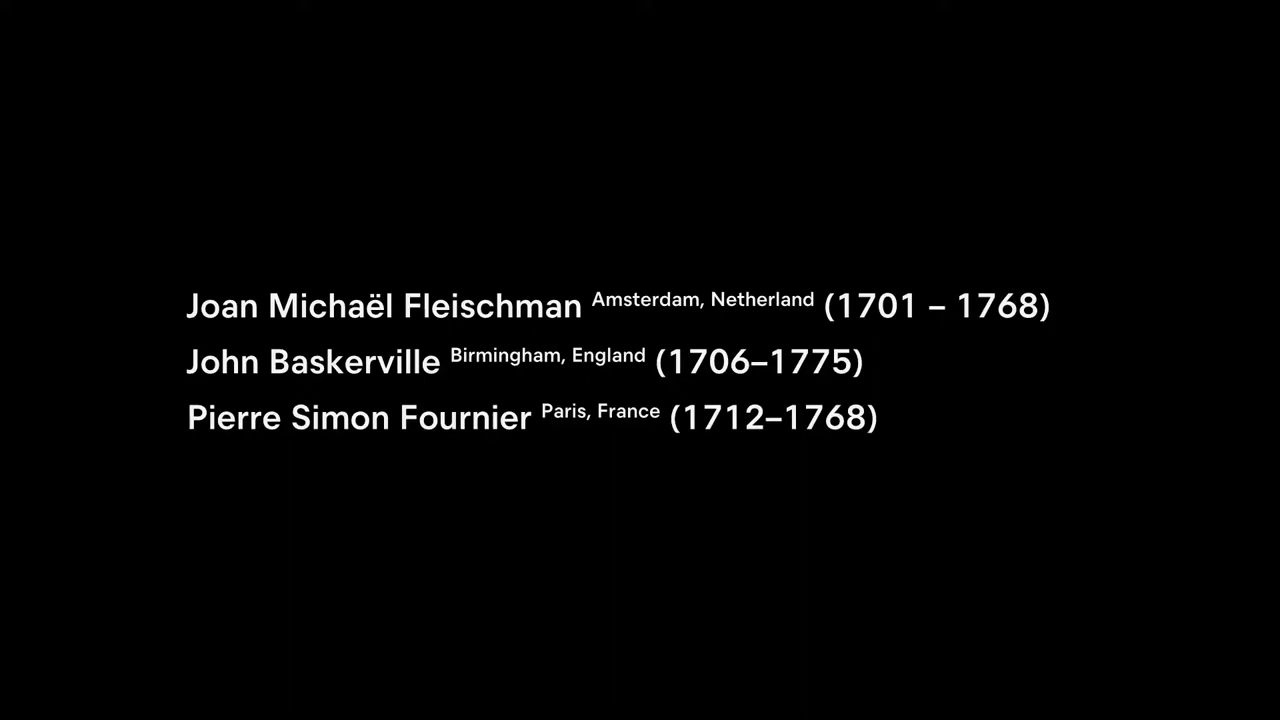 Joan Michaël Fleischman Amsterdam, Netherland (1701 – 1768)
John Baskerville Birmingham, England (1706–1775)
Pierre Simon Fournier Paris, France (1712–1768)